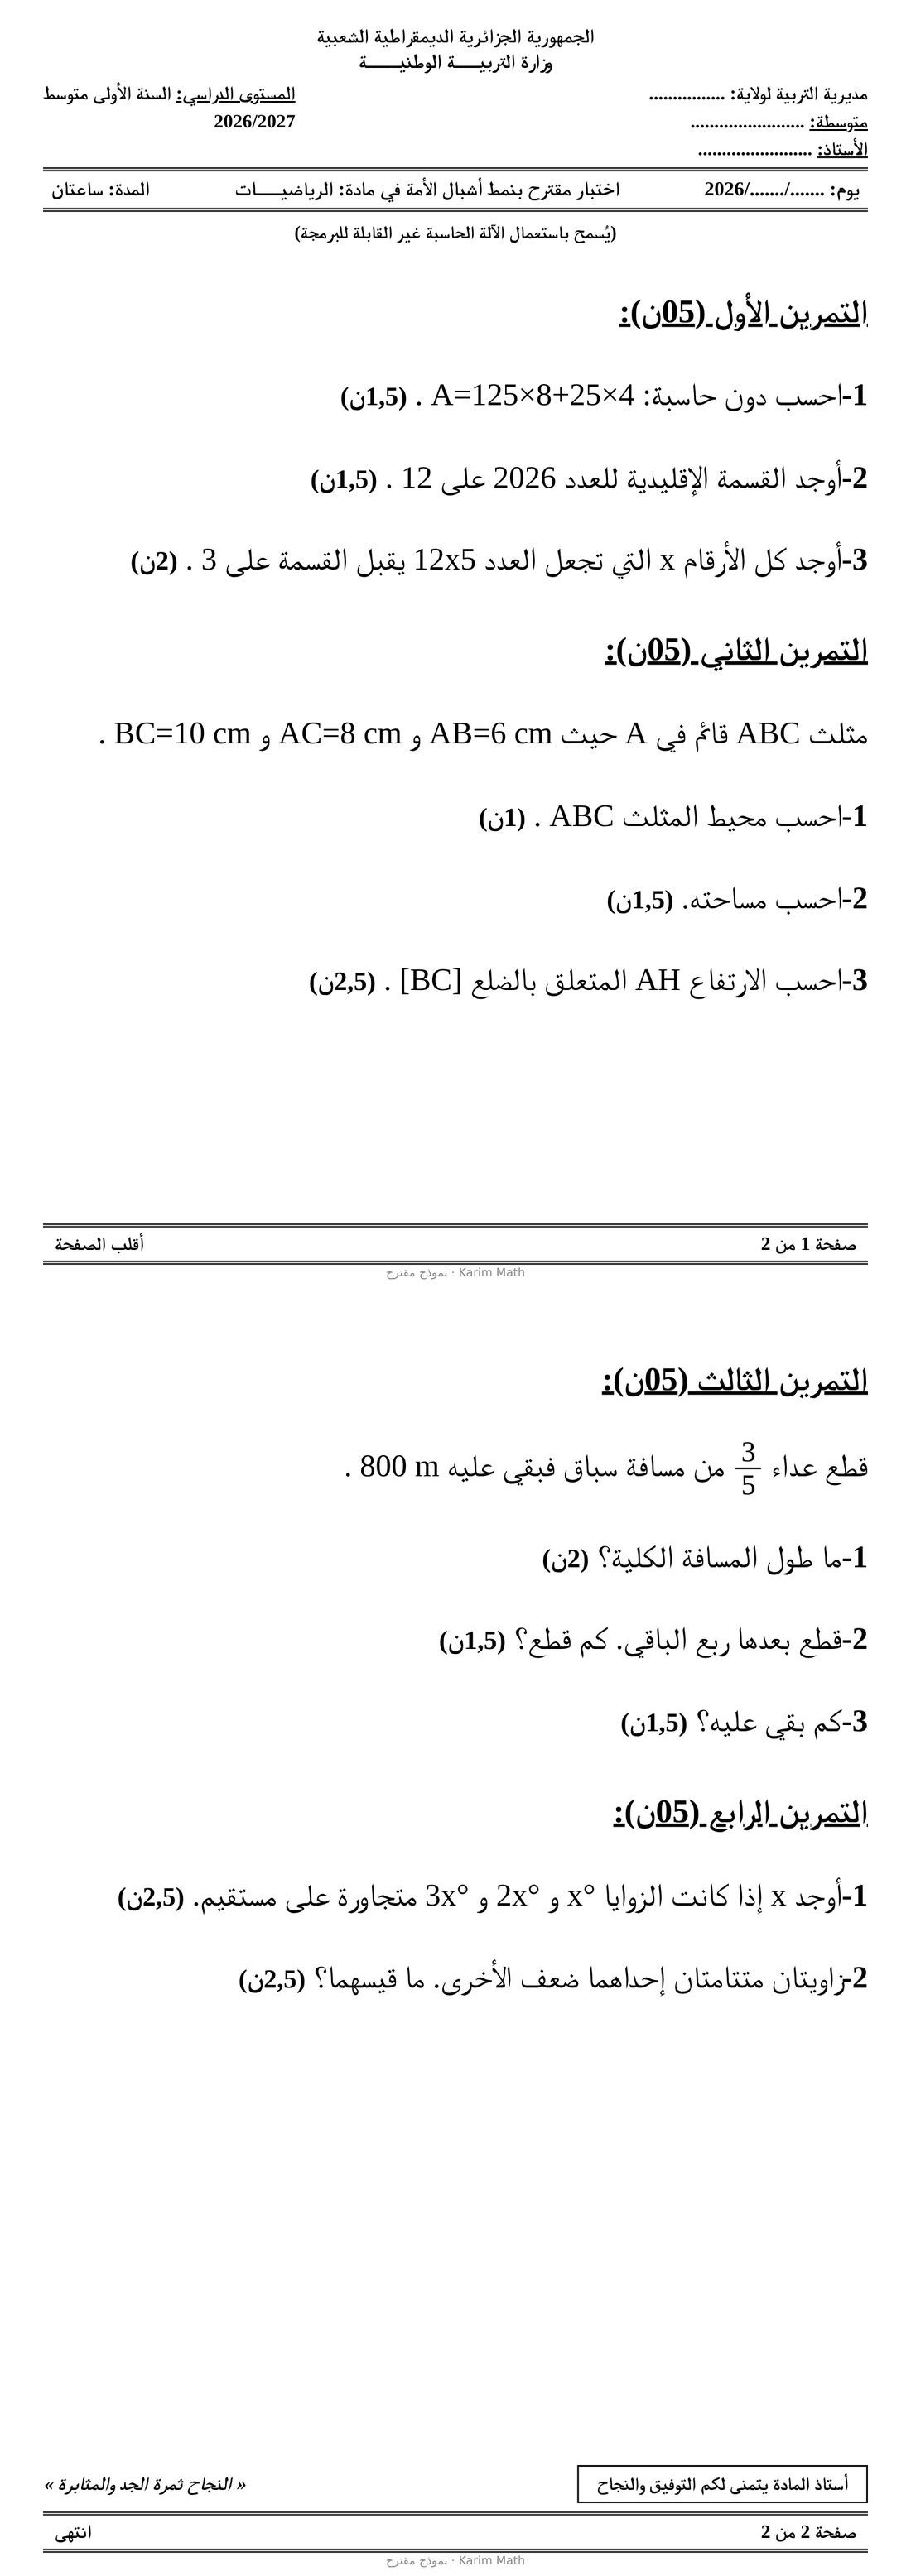 الجمهورية الجزائرية الديمقراطية الشعبية
وزارة التربيــــة الوطنيــــــة
مديرية التربية لولاية: ................
المستوى الدراسي: السنة الأولى متوسط
متوسطة: ........................
2026/2027
الأستاذ: ........................
يوم: ......./......./2026
اختبار مقترح بنمط أشبال الأمة في مادة: الرياضيــــات
المدة: ساعتان
(يُسمح باستعمال الآلة الحاسبة غير القابلة للبرمجة)
التمرين الأول (05ن):
1-احسب دون حاسبة: A=125×8+25×4 . (1,5ن)
2-أوجد القسمة الإقليدية للعدد 2026 على 12 . (1,5ن)
3-أوجد كل الأرقام x التي تجعل العدد 12x5 يقبل القسمة على 3 . (2ن)
التمرين الثاني (05ن):
مثلث ABC قائم في A حيث AB=6 cm و AC=8 cm و BC=10 cm .
1-احسب محيط المثلث ABC . (1ن)
2-احسب مساحته. (1,5ن)
3-احسب الارتفاع AH المتعلق بالضلع [BC] . (2,5ن)
صفحة 1 من 2
أقلب الصفحة
Karim Math · نموذج مقترح
التمرين الثالث (05ن):
قطع عداء 3/5 من مسافة سباق فبقي عليه 800 m .
1-ما طول المسافة الكلية؟ (2ن)
2-قطع بعدها ربع الباقي. كم قطع؟ (1,5ن)
3-كم بقي عليه؟ (1,5ن)
التمرين الرابع (05ن):
1-أوجد x إذا كانت الزوايا x° و 2x° و 3x° متجاورة على مستقيم. (2,5ن)
2-زاويتان متتامتان إحداهما ضعف الأخرى. ما قيسهما؟ (2,5ن)
أستاذ المادة يتمنى لكم التوفيق والنجاح
« النجاح ثمرة الجد والمثابرة »
صفحة 2 من 2
انتهى
Karim Math · نموذج مقترح